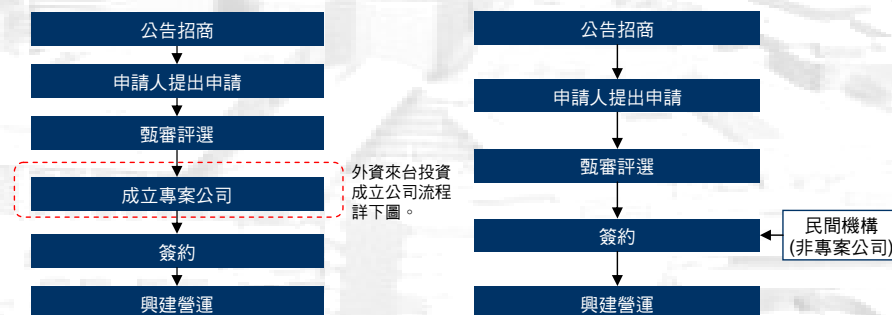 公告招商
申請人提出申請
甄審評選
成立專案公司
簽約
興建營運
外資來台投資
成立公司流程
詳下圖。
公告招商
申請人提出申請
甄審評選
簽約
興建營運
民間機構
(非專案公司)